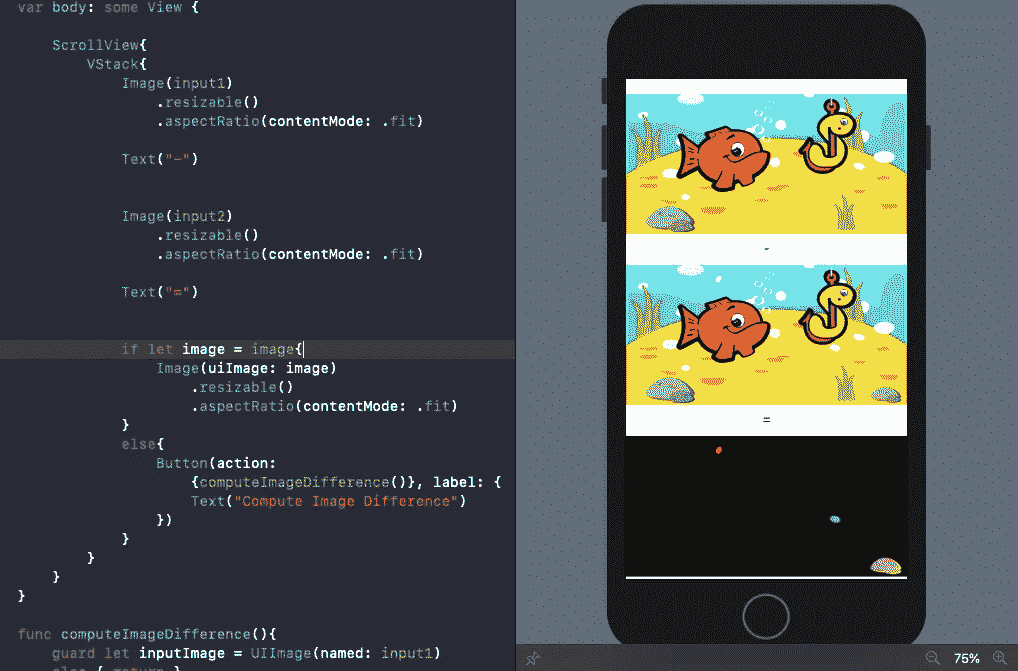 var body: some View {
ScrollView{
VStack{
Image(input1)
.resizable()
.aspectRatio(contentMode: .fit)
Text("-")
Image(input2)
.resizable()
.aspectRatio(contentMode: .fit)
Text("=")
if let image = image{
Image(uiImage: image)
.resizable()
.aspectRatio(contentMode: .fit)
}
else{
Button(action:
{computeImageDifference()}, label: {
Text("Compute Image Difference")
})
}
}
}
}
func computeImageDifference(){
guard let inputImage = UIImage(named: input1)
else { return }
-
=
75%